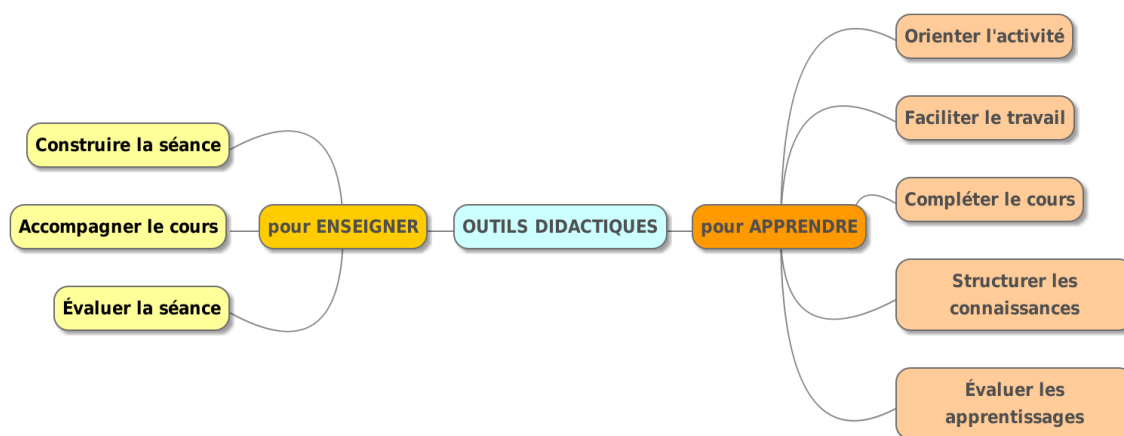 Construire la séance
Accompagner le cours
Évaluer la séance
pour ENSEIGNER
OUTILS DIDACTIQUES
pour APPRENDRE
Orienter l'activité
Faciliter le travail
Compléter le cours
Structurer les
connaissances
Évaluer les
apprentissages